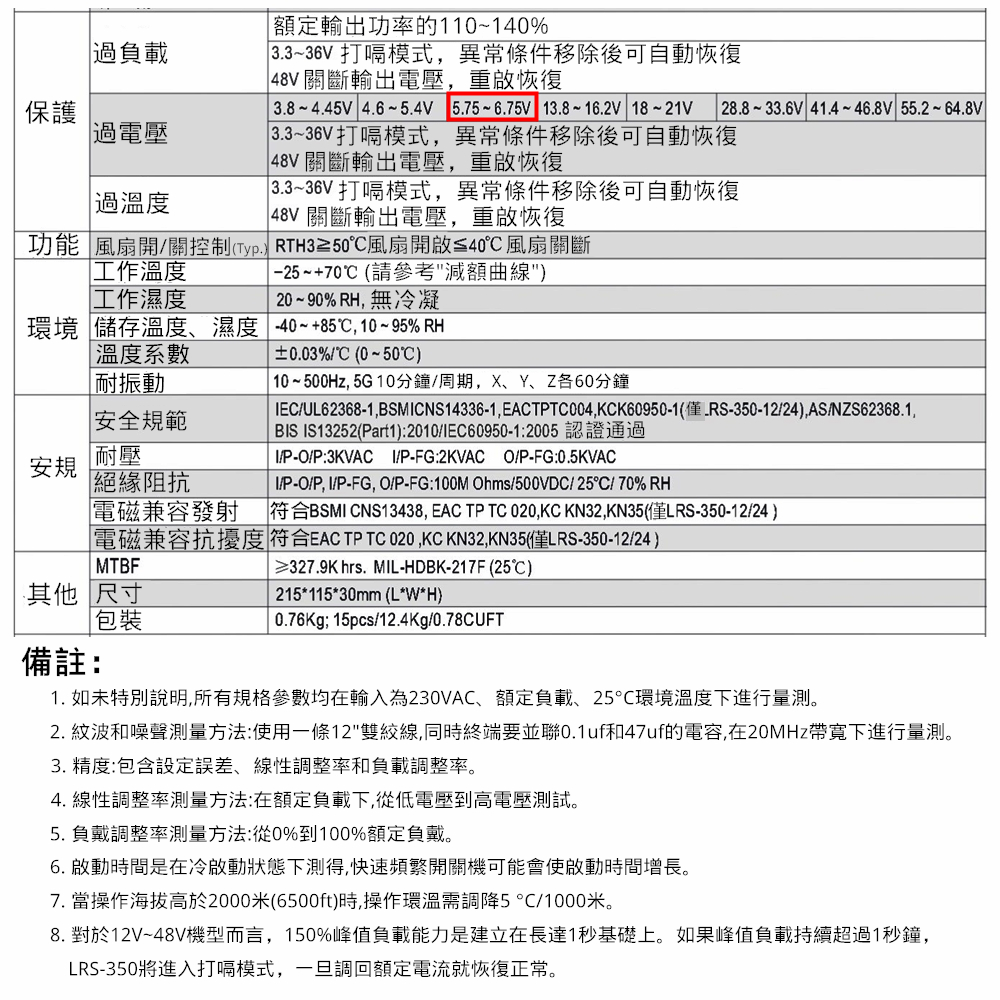 保護
過負載
額定輸出功率的110~140%
3.3~36V 打嗝模式，異常條件移除後可自動恢復
48V 關斷輸出電壓，重啟恢復
過電壓
3.8 ~ 4.45V 4.6 ~ 5.4V 5.75 ~ 6.75V 13.8 ~ 16.2V 18 ~ 21V 28.8 ~ 33.6V 41.4 ~ 46.8V 55.2 ~ 64.8V
3.3~36V 打嗝模式，異常條件移除後可自動恢復
48V 關斷輸出電壓，重啟恢復
過溫度
3.3~36V 打嗝模式，異常條件移除後可自動恢復
48V 關斷輸出電壓，重啟恢復
功能 風扇開/關控制(Typ.) RTH3≧50℃風扇開啟≦40℃ 風扇關斷
環境
工作溫度 -25 ~ +70℃ (請參考"減額曲線")
工作濕度 20 ~ 90% RH, 無冷凝
儲存溫度、濕度 -40 ~ +85℃, 10 ~ 95% RH
溫度系數 ±0.03%/℃ (0 ~ 50℃)
耐振動 10 ~ 500Hz, 5G 10分鐘/周期，X、Y、Z各60分鐘
安規
安全規範
IEC/UL62368-1,BSMICNS14336-1,EACTPTC004,KCK60950-1(僅LRS-350-12/24),AS/NZS62368.1,
BIS IS13252(Part1):2010/IEC60950-1:2005 認證通過
耐壓 I/P-O/P:3KVAC I/P-FG:2KVAC O/P-FG:0.5KVAC
絕緣阻抗 I/P-O/P, I/P-FG, O/P-FG:100M Ohms/500VDC/ 25℃/ 70% RH
電磁兼容發射 符合BSMI CNS13438, EAC TP TC 020,KC KN32,KN35(僅LRS-350-12/24 )
電磁兼容抗擾度 符合EAC TP TC 020 ,KC KN32,KN35(僅LRS-350-12/24 )
其他
MTBF ≥327.9K hrs. MIL-HDBK-217F (25℃)
尺寸 215*115*30mm (L*W*H)
包裝 0.76Kg; 15pcs/12.4Kg/0.78CUFT
備註:
1. 如未特別說明,所有規格參數均在輸入為230VAC、額定負載、25°C環境溫度下進行量測。
2. 紋波和噪聲測量方法:使用一條12"雙絞線,同時終端要並聯0.1uf和47uf的電容,在20MHz帶寬下進行量測。
3. 精度:包含設定誤差、線性調整率和負載調整率。
4. 線性調整率測量方法:在額定負載下,從低電壓到高電壓測試。
5. 負戴調整率測量方法:從0%到100%額定負戴。
6. 啟動時間是在冷啟動狀態下測得,快速頻繁開關機可能會使啟動時間增長。
7. 當操作海拔高於2000米(6500ft)時,操作環溫需調降5 °C/1000米。
8. 對於12V~48V機型而言，150%峰值負載能力是建立在長達1秒基礎上。如果峰值負載持續超過1秒鐘，
LRS-350將進入打嗝模式，一旦調回額定電流就恢復正常。